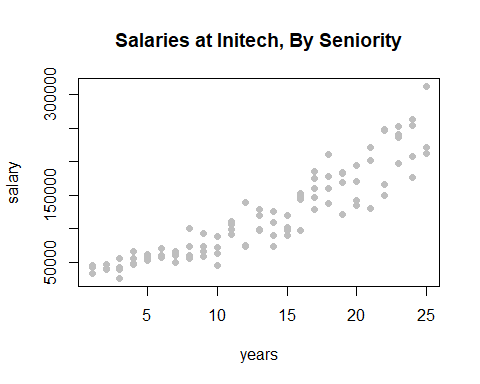 Salaries at Initech, By Seniority
300000
150000
50000
salary
5 10 15 20 25
years